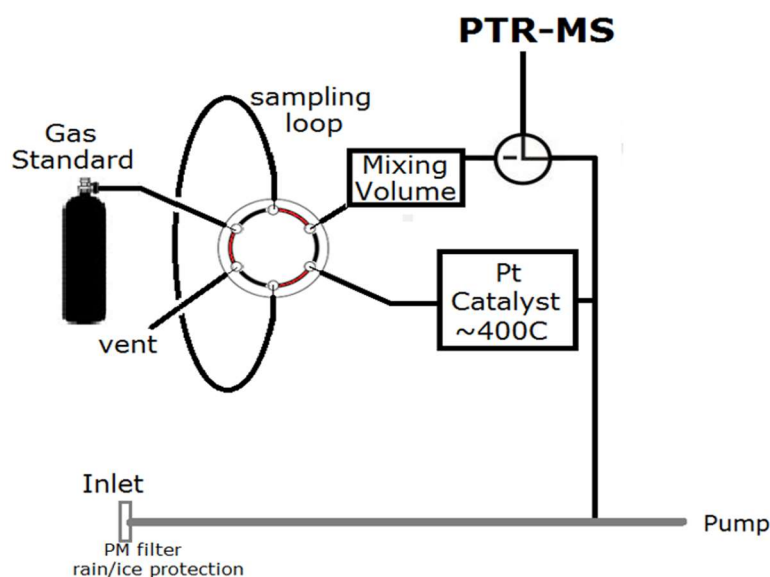 PTR-MS
sampling
loop
Gas
Standard
Mixing
Volume
Pt
Catalyst
~400C
vent
Inlet
Pump
PM filter
rain/ice protection